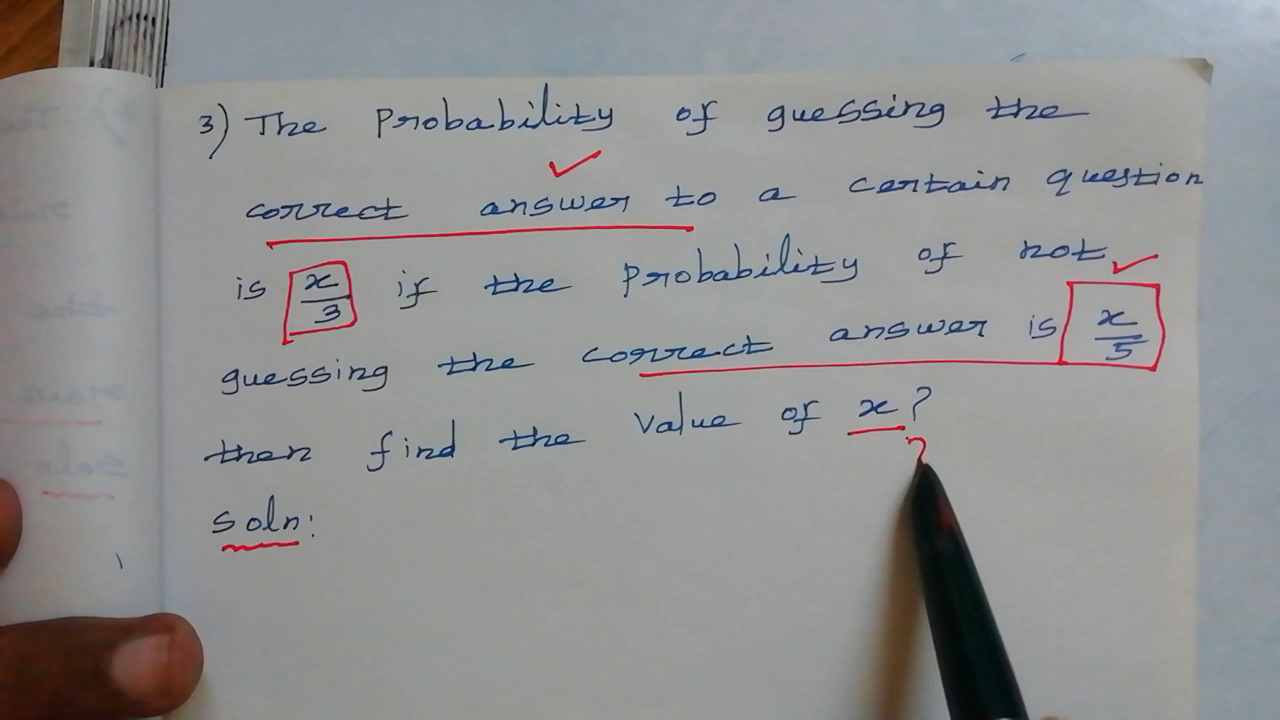 3) The Probability of guessing the
correct answer to a certain question
is x/3 if the Probability of not
guessing the correct answer is x/5
then find the value of x?
?
Soln: